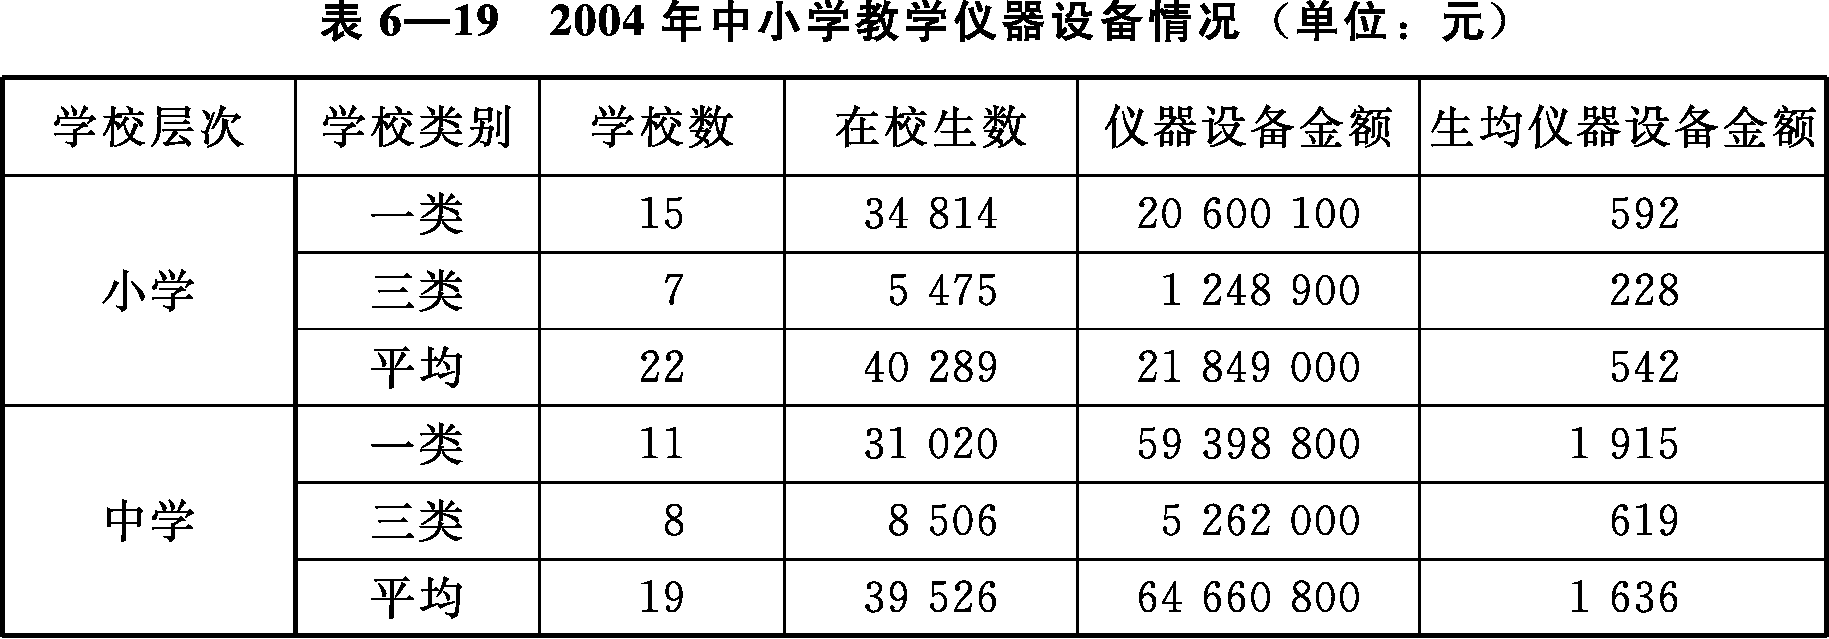 表 6—19 2004 年中小学教学仪器设备情况（单位：元）
学校层次 学校类别 学校数 在校生数 仪器设备金额 生均仪器设备金额
小学 一类 15 34 814 20 600 100 592
三类 7 5 475 1 248 900 228
平均 22 40 289 21 849 000 542
中学 一类 11 31 020 59 398 800 1 915
三类 8 8 506 5 262 000 619
平均 19 39 526 64 660 800 1 636